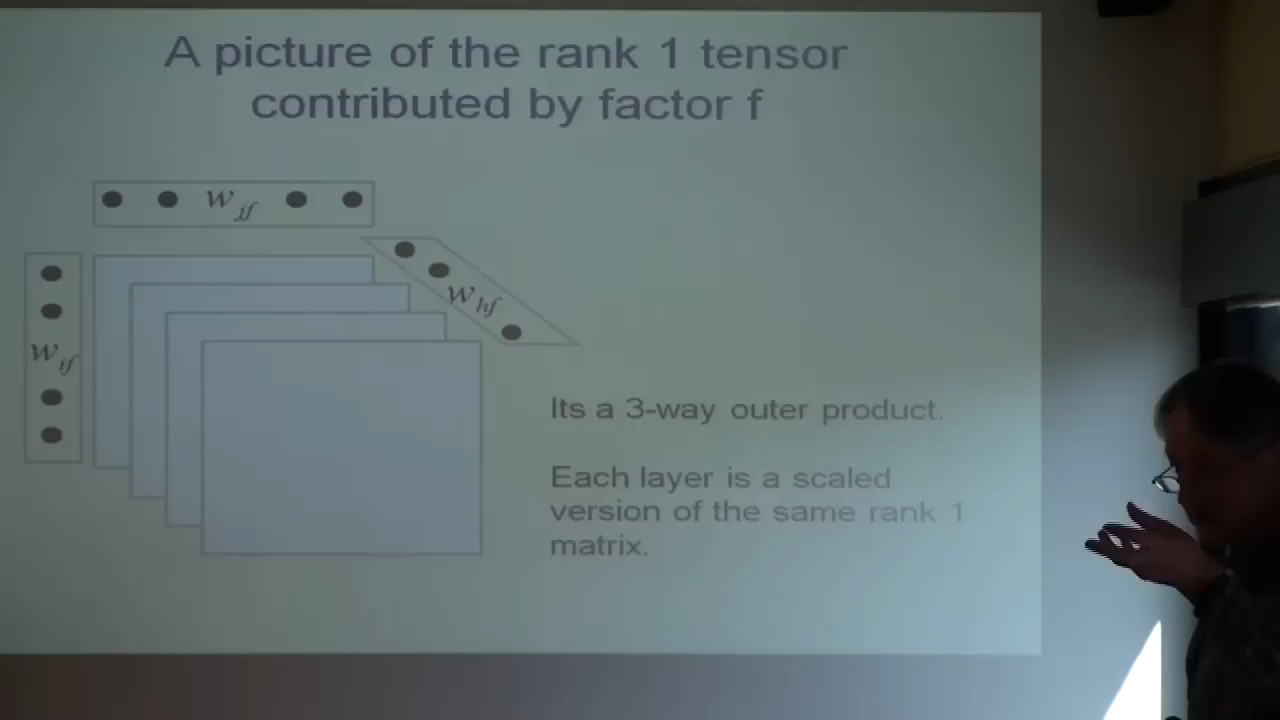 A picture of the rank 1 tensor
contributed by factor f
w_jf
w_if
w_hf
Its a 3-way outer product.
Each layer is a scaled
version of the same rank 1
matrix.